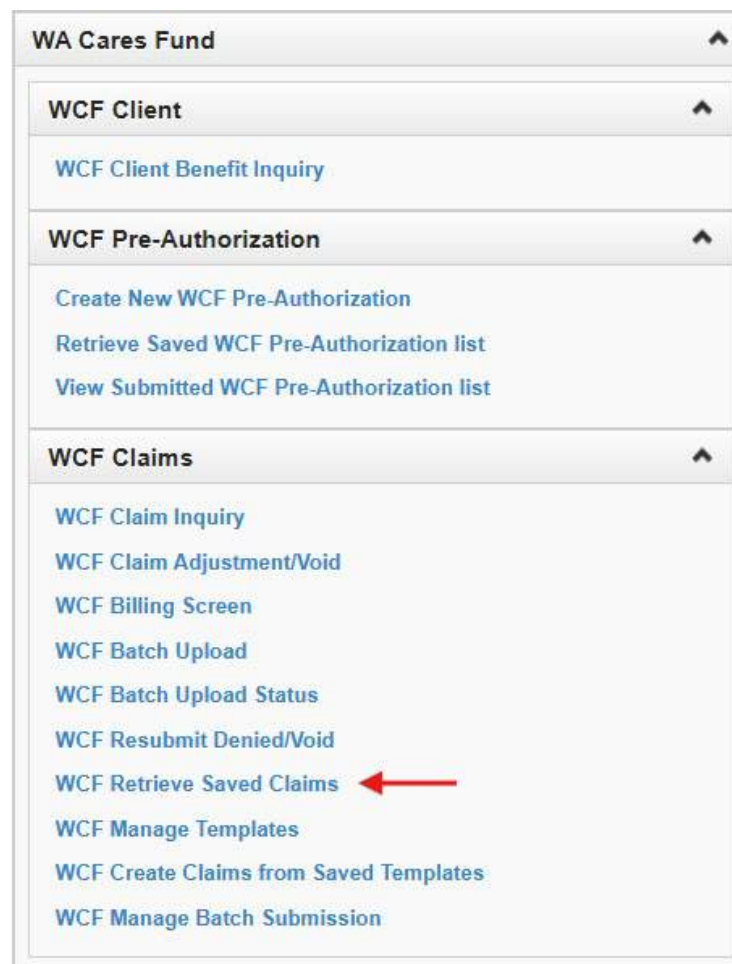 WA Cares Fund
WCF Client
WCF Client Benefit Inquiry
WCF Pre-Authorization
Create New WCF Pre-Authorization
Retrieve Saved WCF Pre-Authorization list
View Submitted WCF Pre-Authorization list
WCF Claims
WCF Claim Inquiry
WCF Claim Adjustment/Void
WCF Billing Screen
WCF Batch Upload
WCF Batch Upload Status
WCF Resubmit Denied/Void
WCF Retrieve Saved Claims
WCF Manage Templates
WCF Create Claims from Saved Templates
WCF Manage Batch Submission